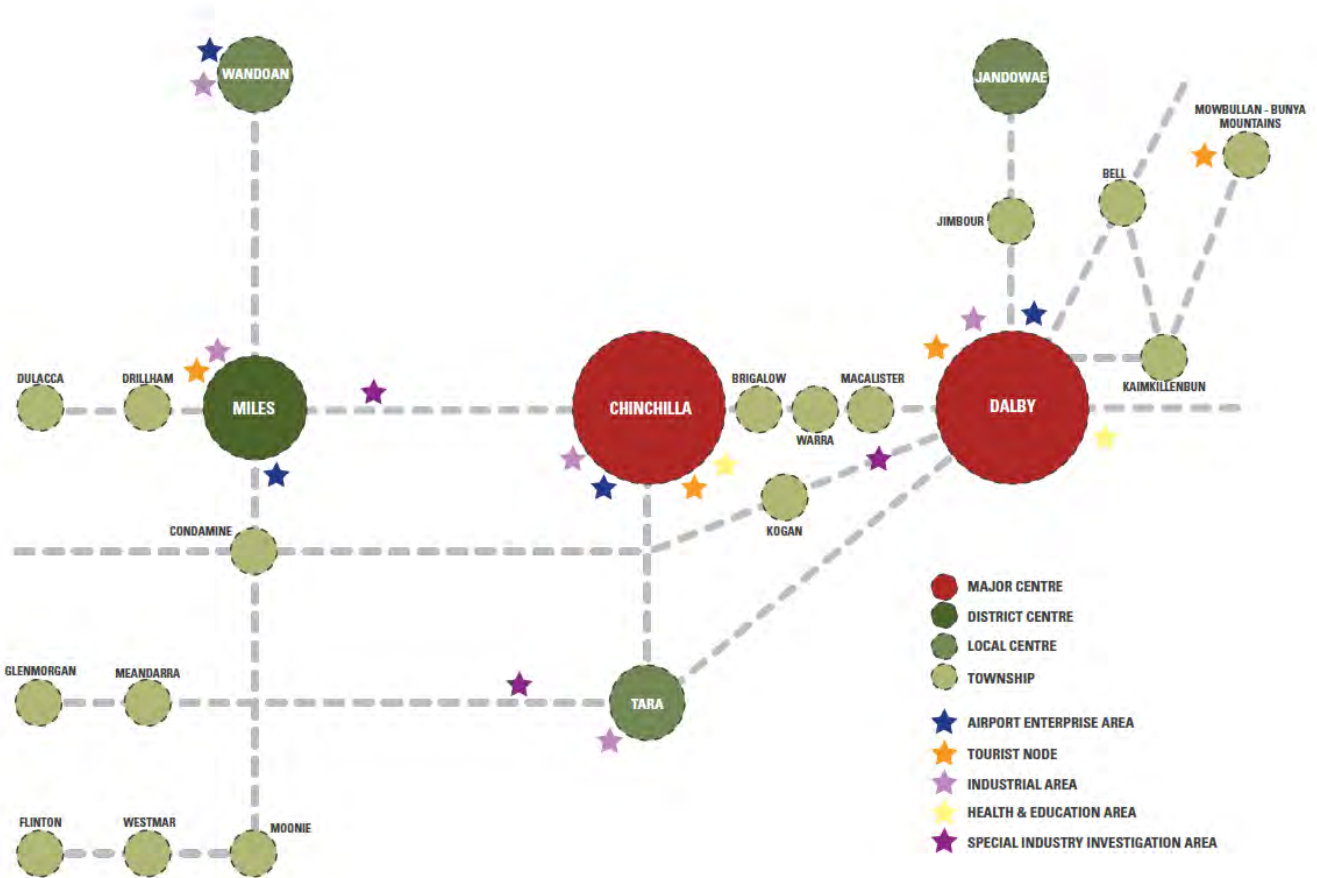 WANDOAN
JANDOWAE
MOWBULLAN - BUNYA
MOUNTAINS
BELL
JIMBOUR
DULACCA
DRILLHAM
MILES
CHINCHILLA
BRIGALOW
WARRA
MACALISTER
DALBY
KAIMKILLENBUN
CONDAMINE
KOGAN
GLENMORGAN
MEANDARRA
TARA
FLINTON
WESTMAR
MOONIE
MAJOR CENTRE
DISTRICT CENTRE
LOCAL CENTRE
TOWNSHIP
AIRPORT ENTERPRISE AREA
TOURIST NODE
INDUSTRIAL AREA
HEALTH & EDUCATION AREA
SPECIAL INDUSTRY INVESTIGATION AREA